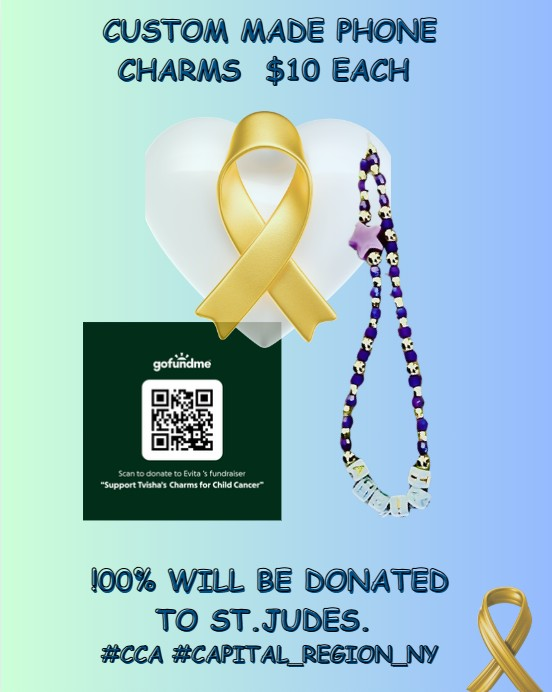 CUSTOM MADE PHONE
CHARMS $10 EACH
gofundme
Scan to donate to Evita 's fundraiser
"Support Tvisha's Charms for Child Cancer"
!00% WILL BE DONATED
TO ST.JUDES.
#CCA #CAPITAL_REGION_NY